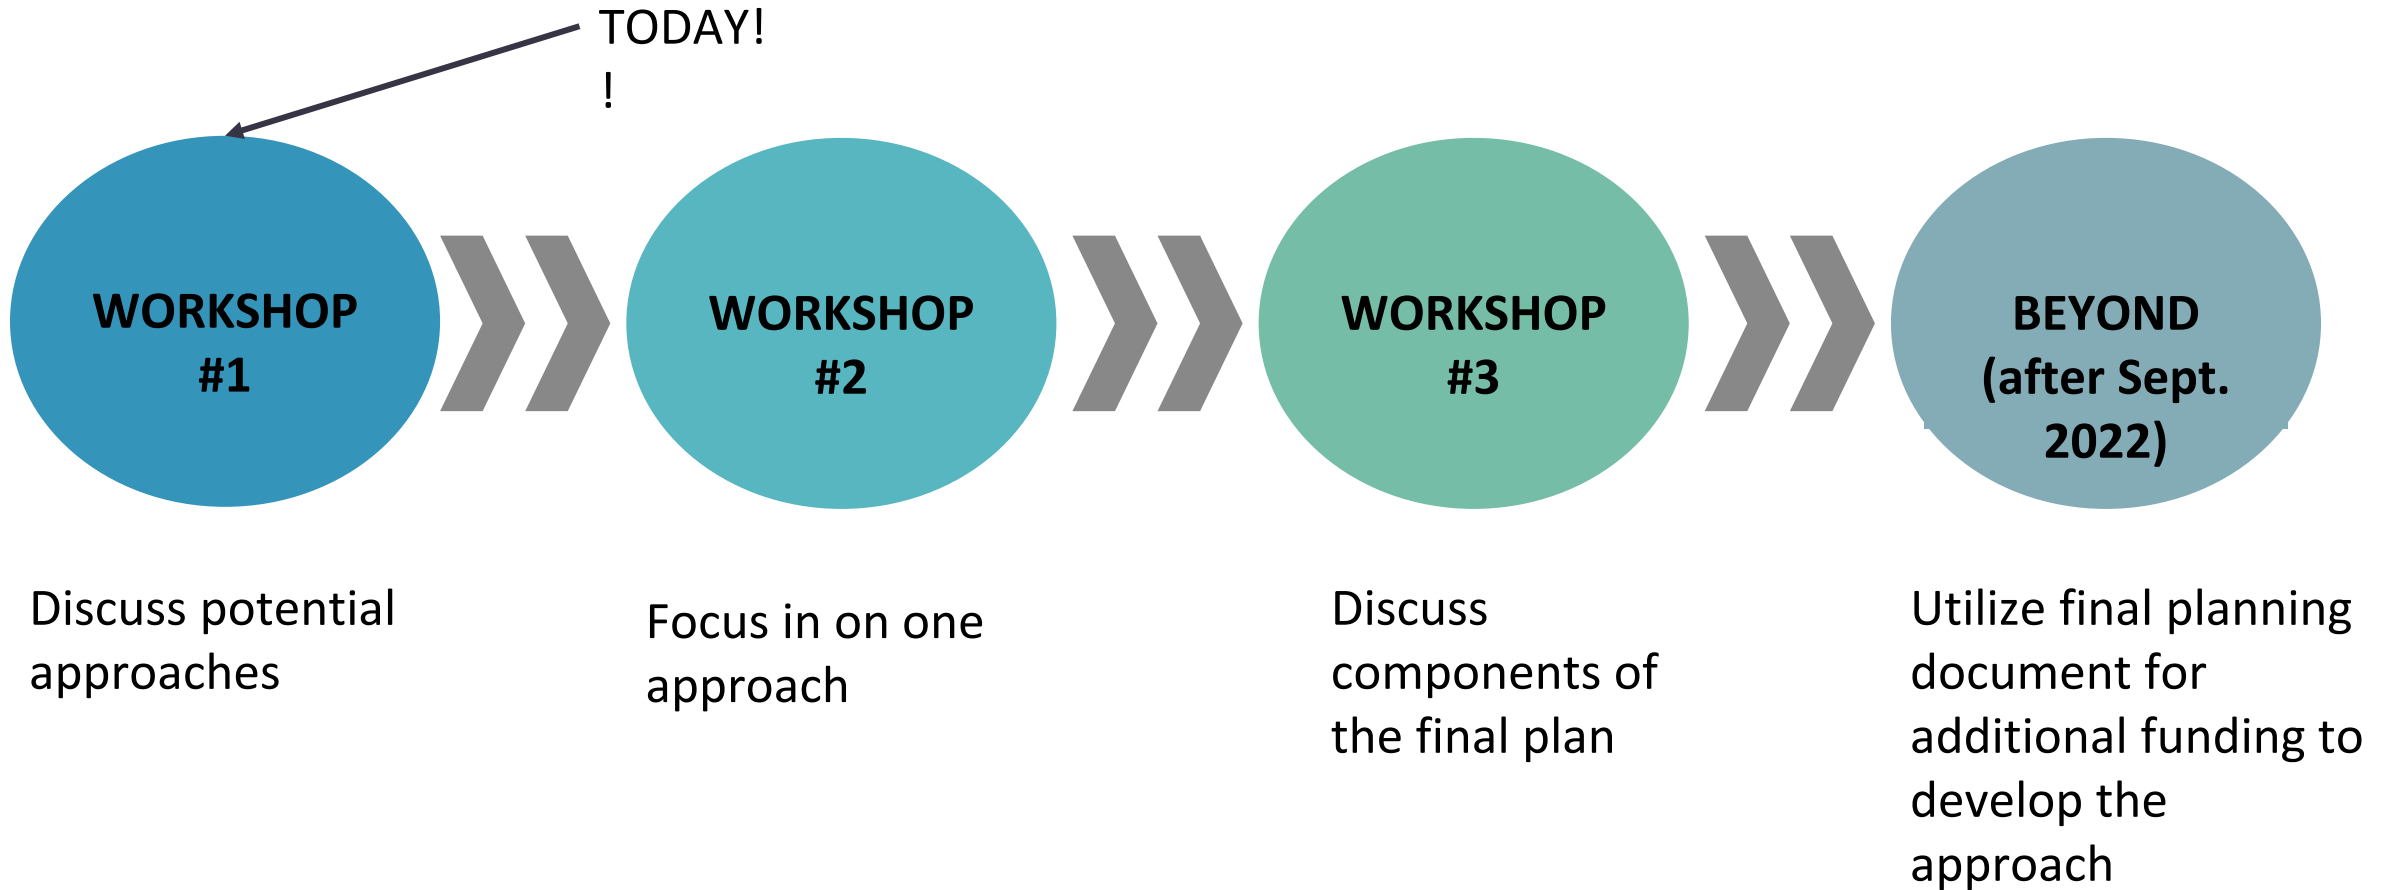 TODAY!
!
WORKSHOP
#1
WORKSHOP
#2
WORKSHOP
#3
BEYOND
(after Sept.
2022)
Discuss potential
approaches
Focus in on one
approach
Discuss
components of
the final plan
Utilize final planning
document for
additional funding to
develop the
approach